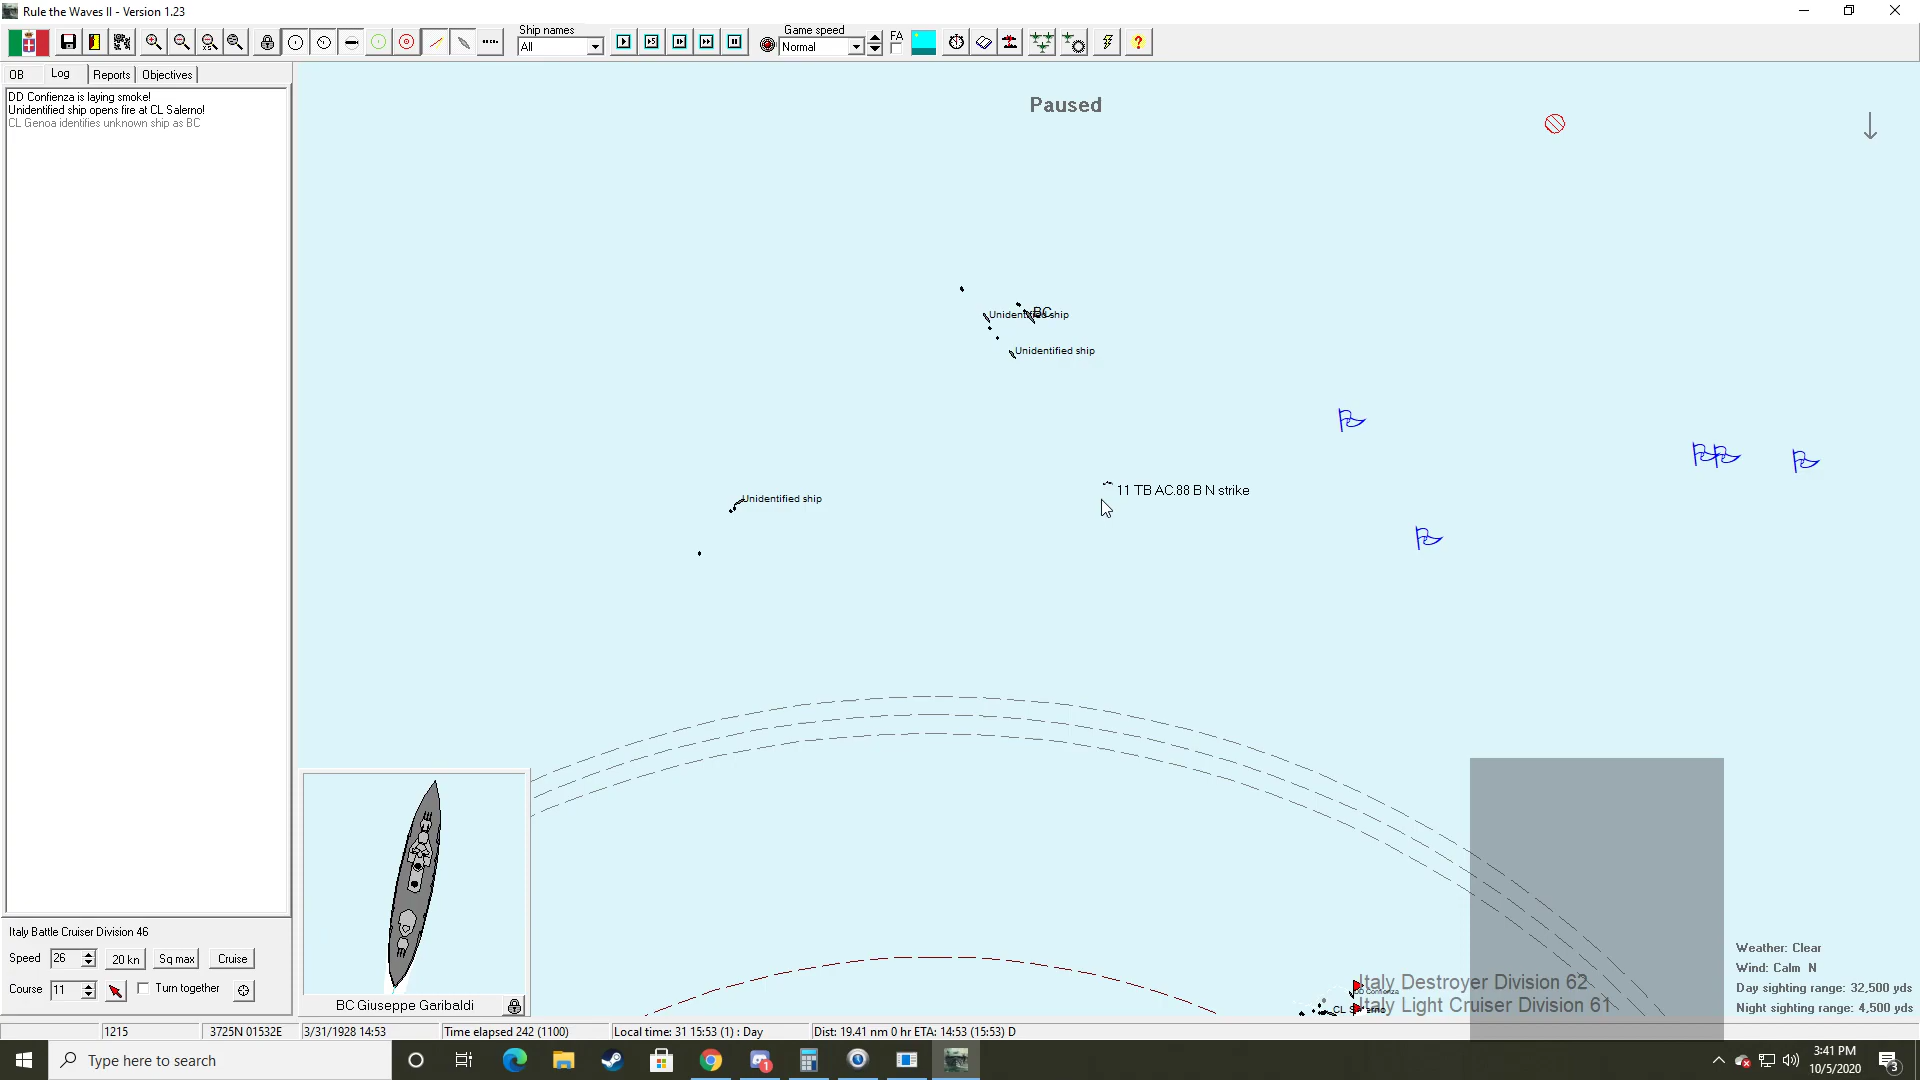 Rule the Waves II - Version 1.23
Ship names
All
Game speed
Normal
FA
OB
Log
Reports
Objectives
DD Confienza is laying smoke!
Unidentified ship opens fire at CL Salerno!
CL Genoa identifies unknown ship as BC
Paused
BC
Unidentified ship
Unidentified ship
11 TB AC.88 B N strike
Unidentified ship
Italy Battle Cruiser Division 46
Speed 26 20 kn Sq max Cruise
Course 11 Turn together
BC Giuseppe Garibaldi
Weather: Clear
Wind: Calm N
Day sighting range: 32,500 yds
Night sighting range: 4,500 yds
Italy Destroyer Division 62
DD Confienza
Italy Light Cruiser Division 61
CL Salerno
1215
3725N 01532E
3/31/1928 14:53
Time elapsed 242 (1100)
Local time: 31 15:53 (1) : Day
Dist: 19.41 nm 0 hr ETA: 14:53 (15:53) D
Type here to search
1
3:41 PM
10/5/2020
3